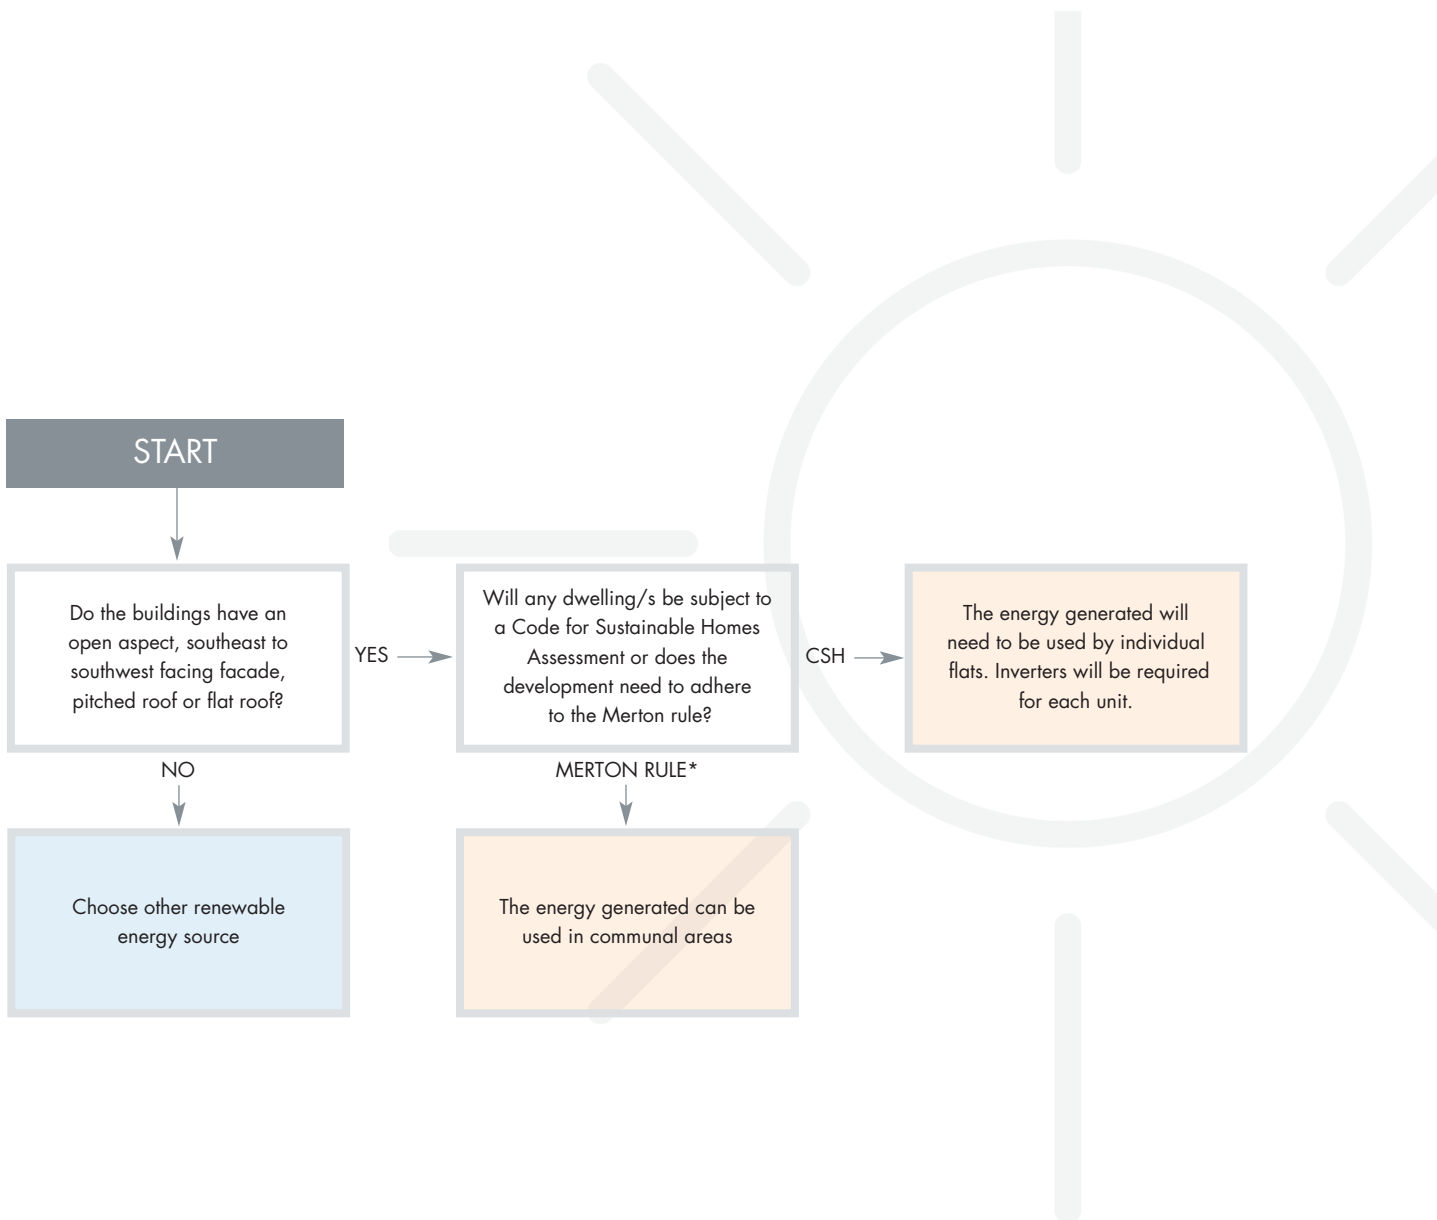 START
Do the buildings have an
open aspect, southeast to
southwest facing facade,
pitched roof or flat roof?
YES
Will any dwelling/s be subject to
a Code for Sustainable Homes
Assessment or does the
development need to adhere
to the Merton rule?
CSH
The energy generated will
need to be used by individual
flats. Inverters will be required
for each unit.
NO
MERTON RULE*
Choose other renewable
energy source
The energy generated can be
used in communal areas